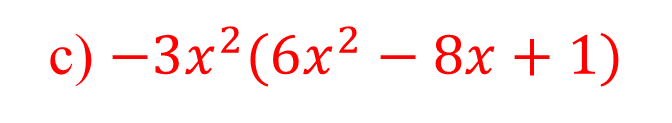 c) −3x²(6x² − 8x + 1)